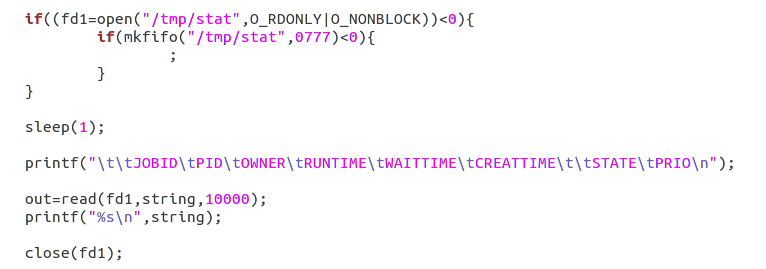 if((fd1=open("/tmp/stat",O_RDONLY|O_NONBLOCK))<0){
if(mkfifo("/tmp/stat",0777)<0){
;
}
}
sleep(1);
printf("\t\tJOBID\tPID\tOWNER\tRUNTIME\tWAITTIME\tCREATTIME\t\tSTATE\tPRIO\n");
out=read(fd1,string,10000);
printf("%s\n",string);
close(fd1);